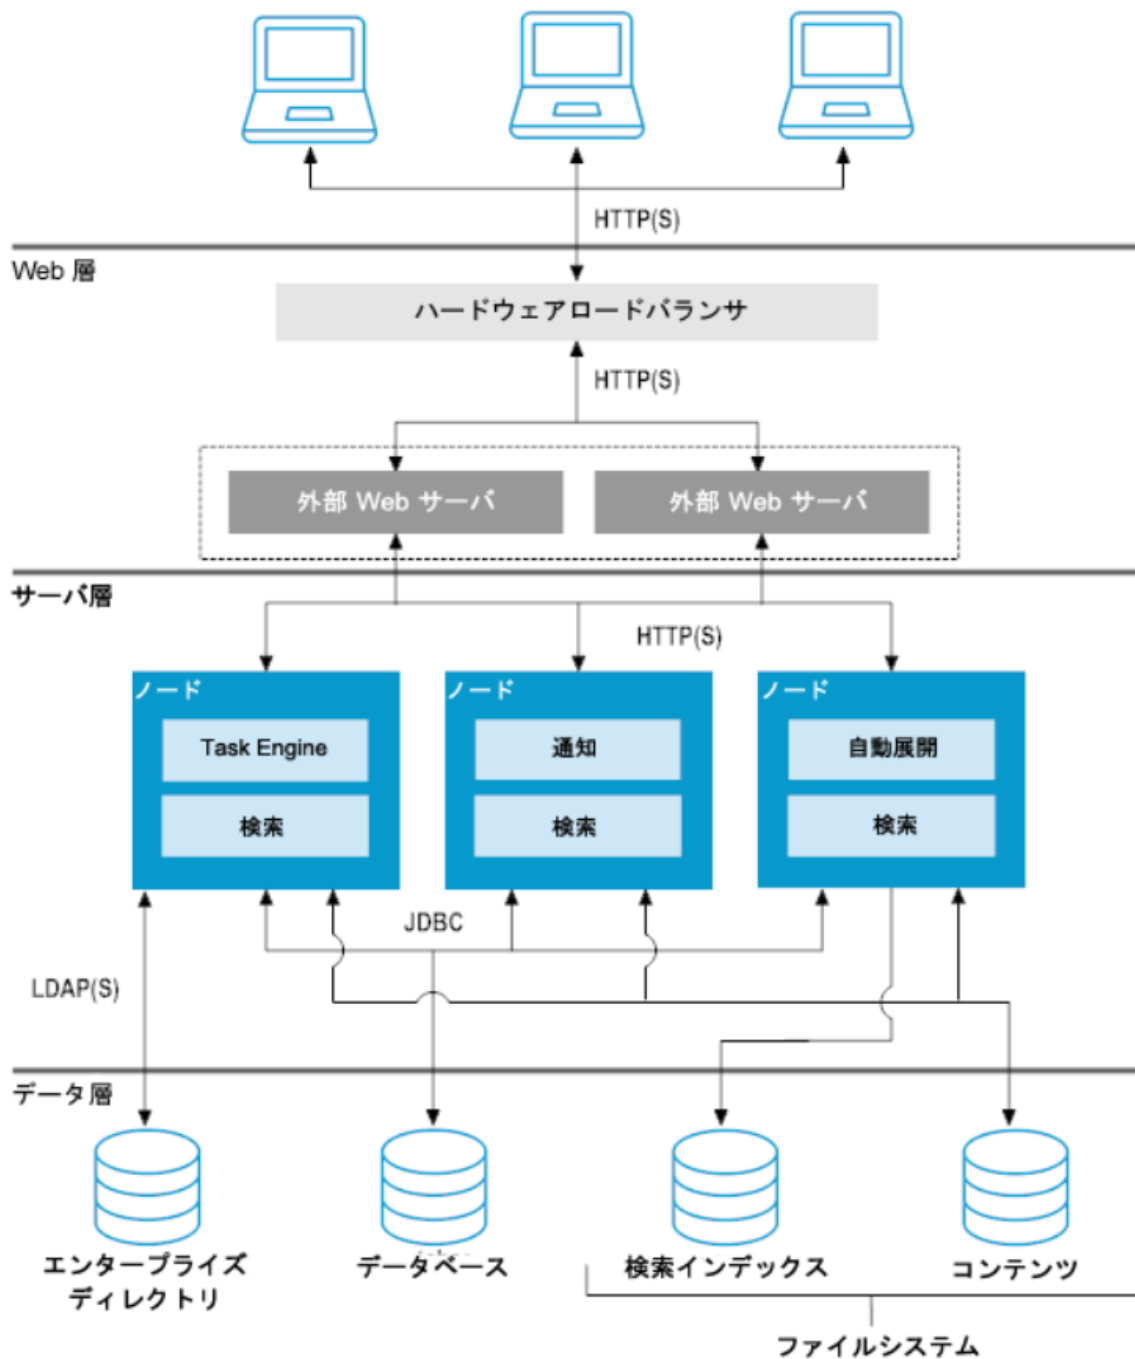 HTTP(S)
Web 層
ハードウェアロードバランサ
HTTP(S)
外部 Web サーバ
外部 Web サーバ
サーバ層
HTTP(S)
ノード
ノード
ノード
Task Engine
通知
自動展開
検索
検索
検索
JDBC
LDAP(S)
データ層
エンタープライズ
ディレクトリ
データベース
検索インデックス
コンテンツ
ファイルシステム